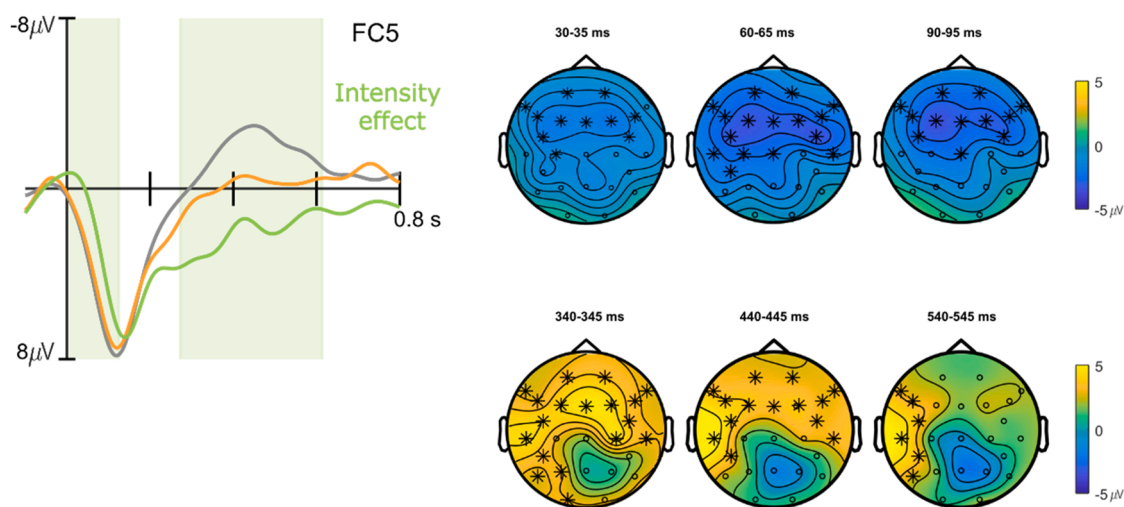 -8μV
FC5
Intensity
effect
0.8 s
8μV
30-35 ms
60-65 ms
90-95 ms
5
0
-5 μV
340-345 ms
440-445 ms
540-545 ms
5
0
-5 μV